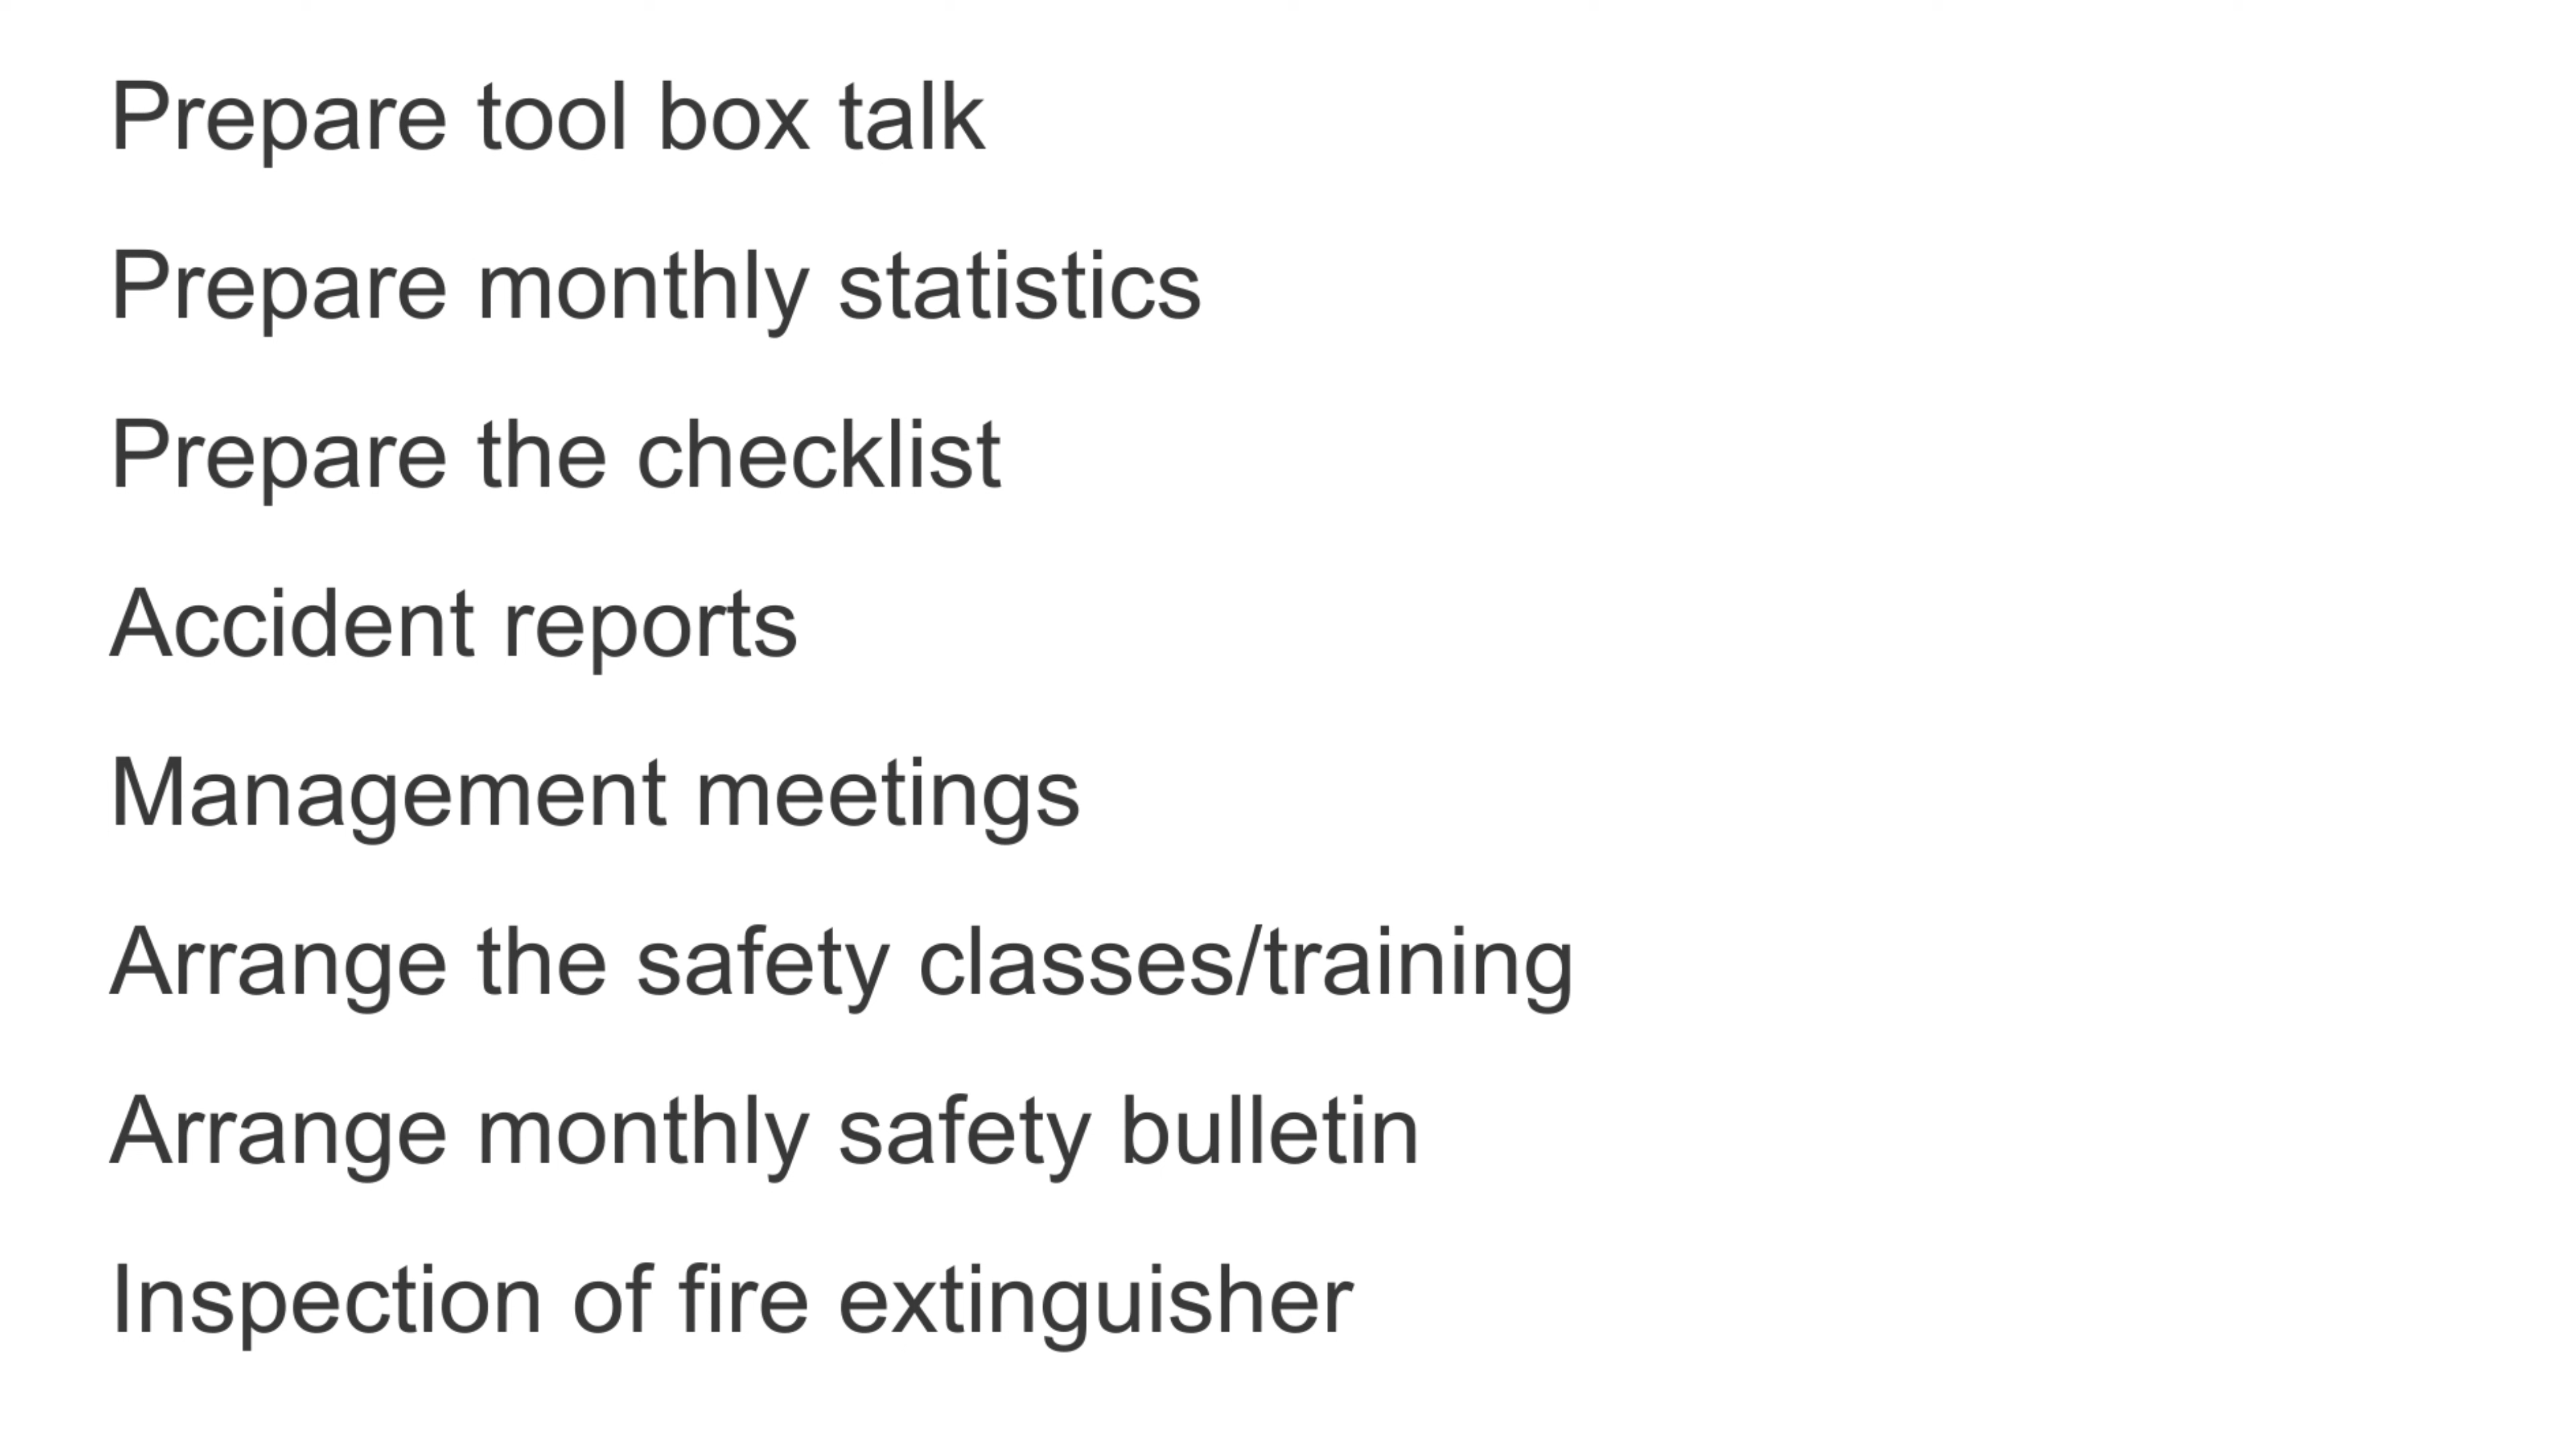 Prepare tool box talk
Prepare monthly statistics
Prepare the checklist
Accident reports
Management meetings
Arrange the safety classes/training
Arrange monthly safety bulletin
Inspection of fire extinguisher